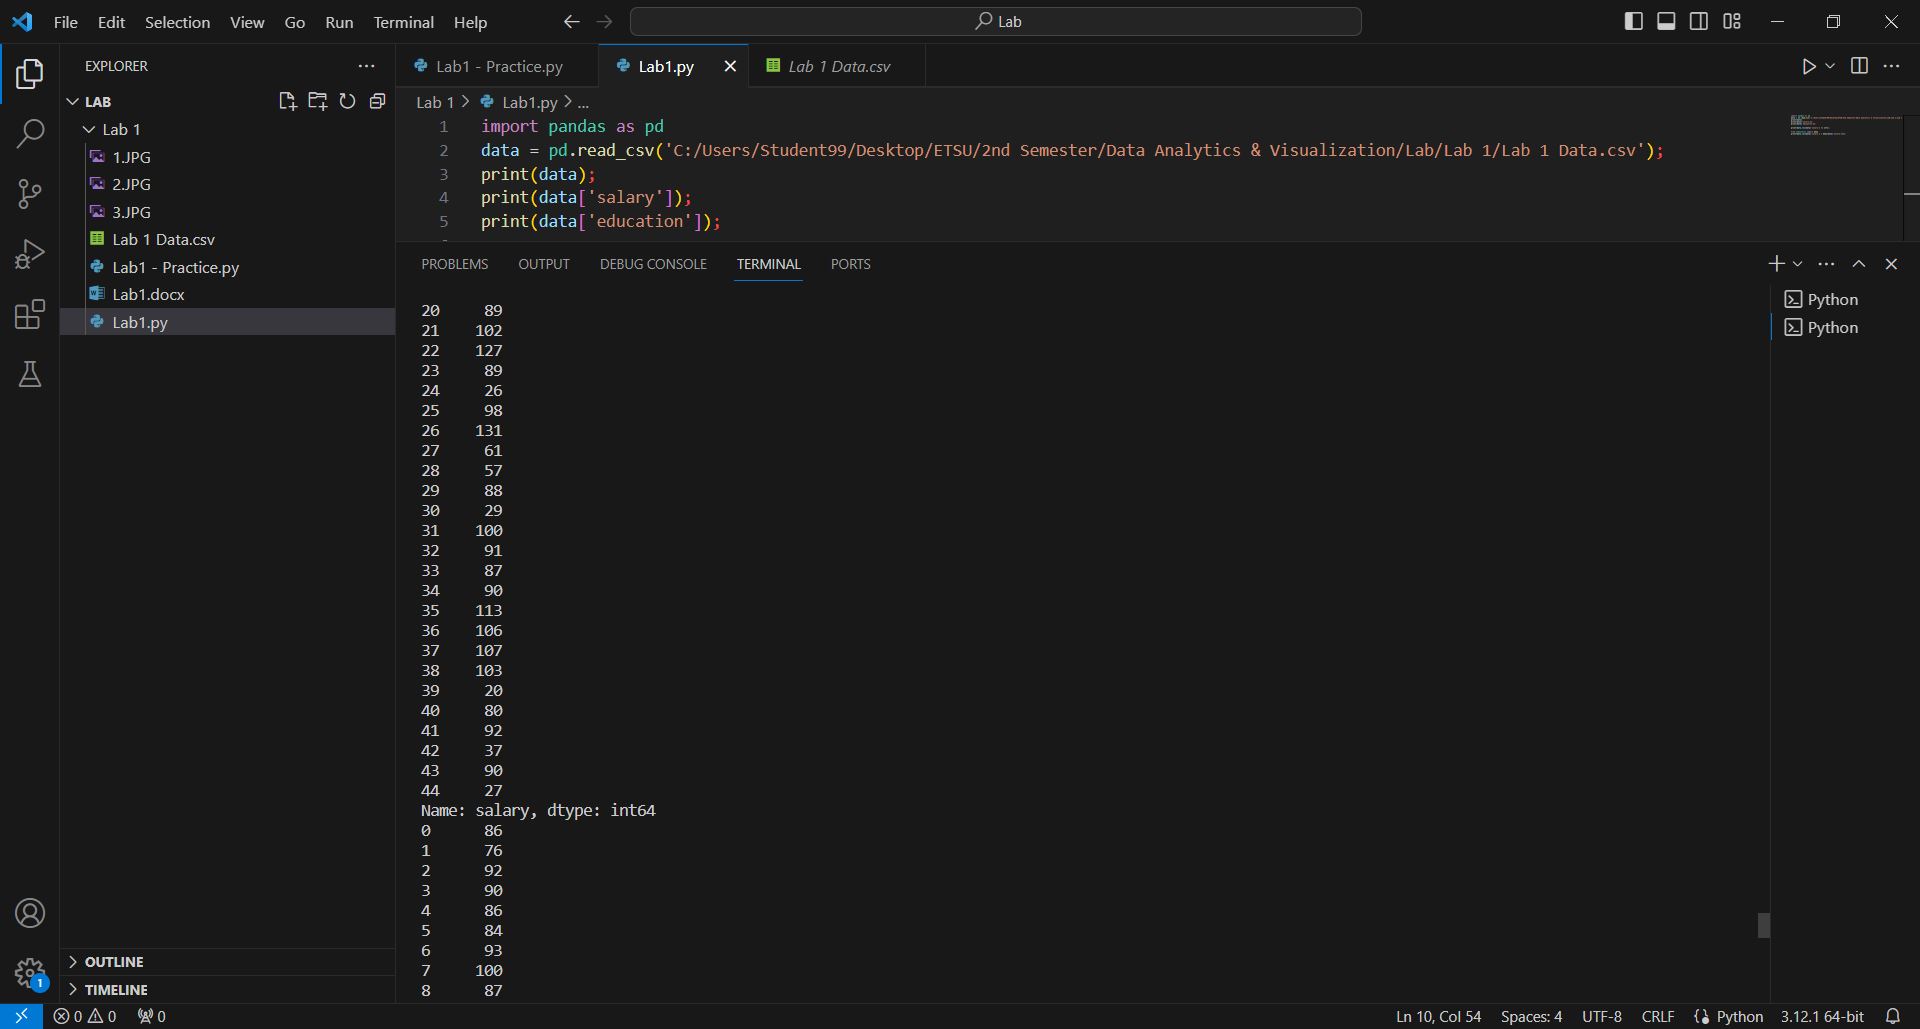 File Edit Selection View Go Run Terminal Help
Lab
EXPLORER
LAB
Lab 1
1.JPG
2.JPG
3.JPG
Lab 1 Data.csv
Lab1 - Practice.py
Lab1.docx
Lab1.py
OUTLINE
TIMELINE
Lab1 - Practice.py Lab1.py Lab 1 Data.csv
Lab 1 > Lab1.py > ...
1 import pandas as pd
2 data = pd.read_csv('C:/Users/Student99/Desktop/ETSU/2nd Semester/Data Analytics & Visualization/Lab/Lab 1/Lab 1 Data.csv');
3 print(data);
4 print(data['salary']);
5 print(data['education']);
PROBLEMS OUTPUT DEBUG CONSOLE TERMINAL PORTS
20 89
21 102
22 127
23 89
24 26
25 98
26 131
27 61
28 57
29 88
30 29
31 100
32 91
33 87
34 90
35 113
36 106
37 107
38 103
39 20
40 80
41 92
42 37
43 90
44 27
Name: salary, dtype: int64
0 86
1 76
2 92
3 90
4 86
5 84
6 93
7 100
8 87
Python
Python
1
0 0 0 Ln 10, Col 54 Spaces: 4 UTF-8 CRLF Python 3.12.1 64-bit